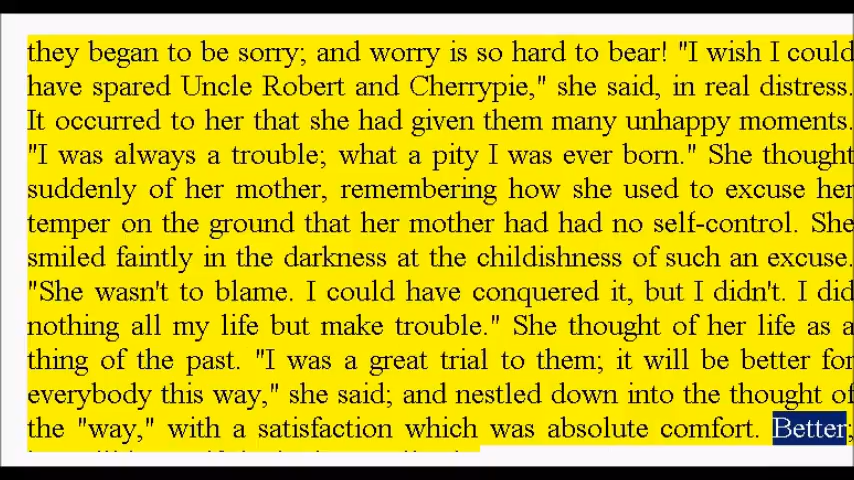 they began to be sorry; and worry is so hard to bear! "I wish I could
have spared Uncle Robert and Cherrypie," she said, in real distress.
It occurred to her that she had given them many unhappy moments.
"I was always a trouble; what a pity I was ever born." She thought
suddenly of her mother, remembering how she used to excuse her
temper on the ground that her mother had had no self-control. She
smiled faintly in the darkness at the childishness of such an excuse.
"She wasn't to blame. I could have conquered it, but I didn't. I did
nothing all my life but make trouble." She thought of her life as a
thing of the past. "I was a great trial to them; it will be better for
everybody this way," she said; and nestled down into the thought of
the "way," with a satisfaction which was absolute comfort. Better;